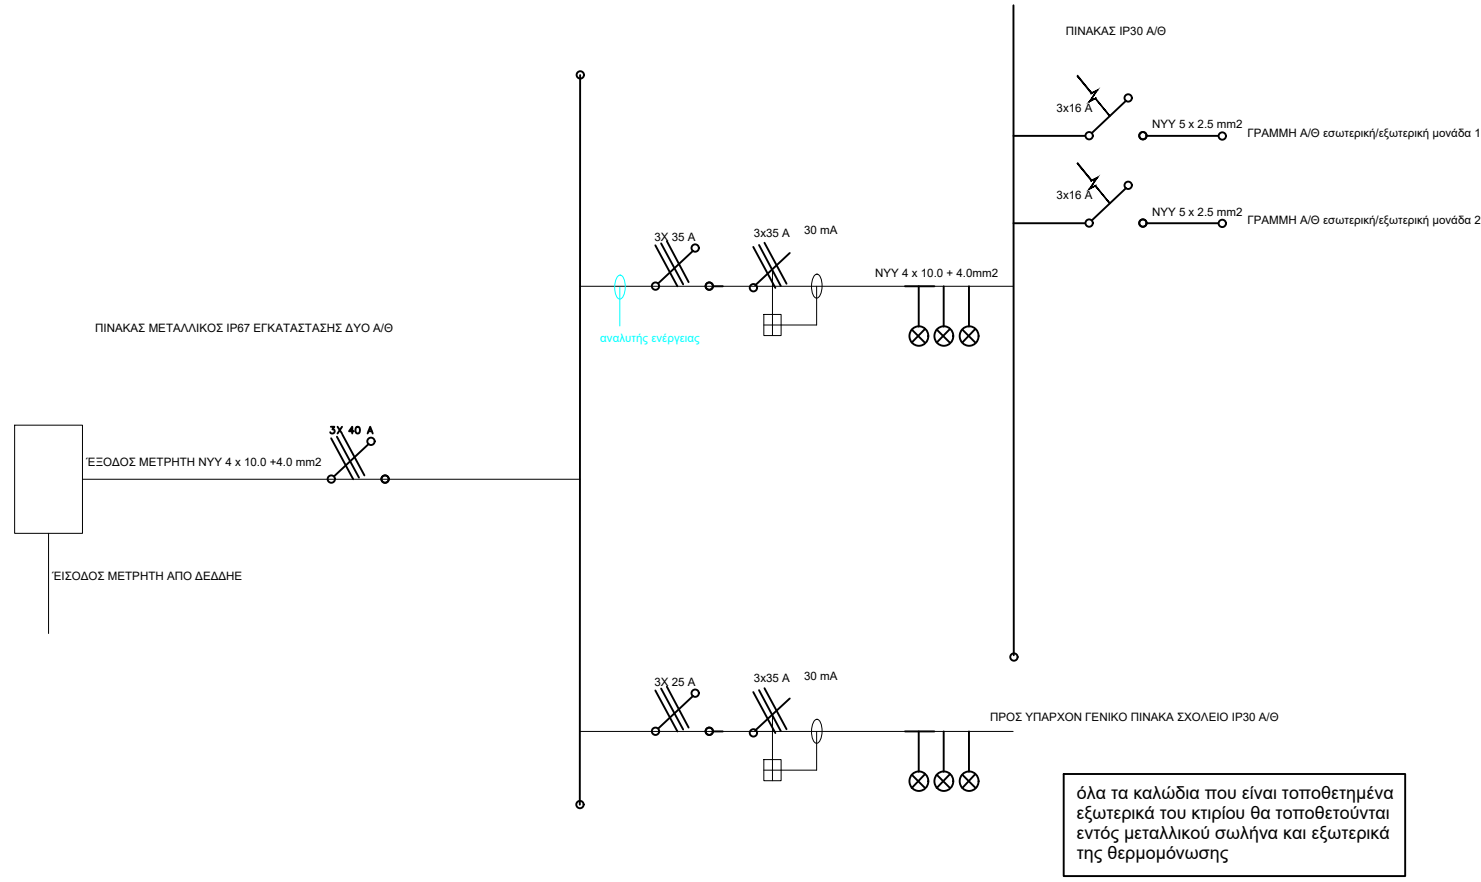 ΠΙΝΑΚΑΣ IP30 Α/Θ
3x16 A
NYY 5 x 2.5 mm2
ΓΡΑΜΜΗ Α/Θ εσωτερική/εξωτερική μονάδα 1
3x16 A
NYY 5 x 2.5 mm2
ΓΡΑΜΜΗ Α/Θ εσωτερική/εξωτερική μονάδα 2
3X 35 A
3x35 A
30 mA
NYY 4 x 10.0 + 4.0mm2
αναλυτής ενέργειας
ΠΙΝΑΚΑΣ ΜΕΤΑΛΛΙΚΟΣ IP67 ΕΓΚΑΤΑΣΤΑΣΗΣ ΔΥΟ Α/Θ
3X 40 A
ΈΞΟΔΟΣ ΜΕΤΡΗΤΗ NYY 4 x 10.0 +4.0 mm2
ΈΙΣΟΔΟΣ ΜΕΤΡΗΤΗ ΑΠΟ ΔΕΔΔΗΕ
3X 25 A
3x35 A
30 mA
ΠΡΟΣ ΥΠΑΡΧΟΝ ΓΕΝΙΚΟ ΠΙΝΑΚΑ ΣΧΟΛΕΙΟ IP30 Α/Θ
όλα τα καλώδια που είναι τοποθετημένα
εξωτερικά του κτιρίου θα τοποθετούνται
εντός μεταλλικού σωλήνα και εξωτερικά
της θερμομόνωσης